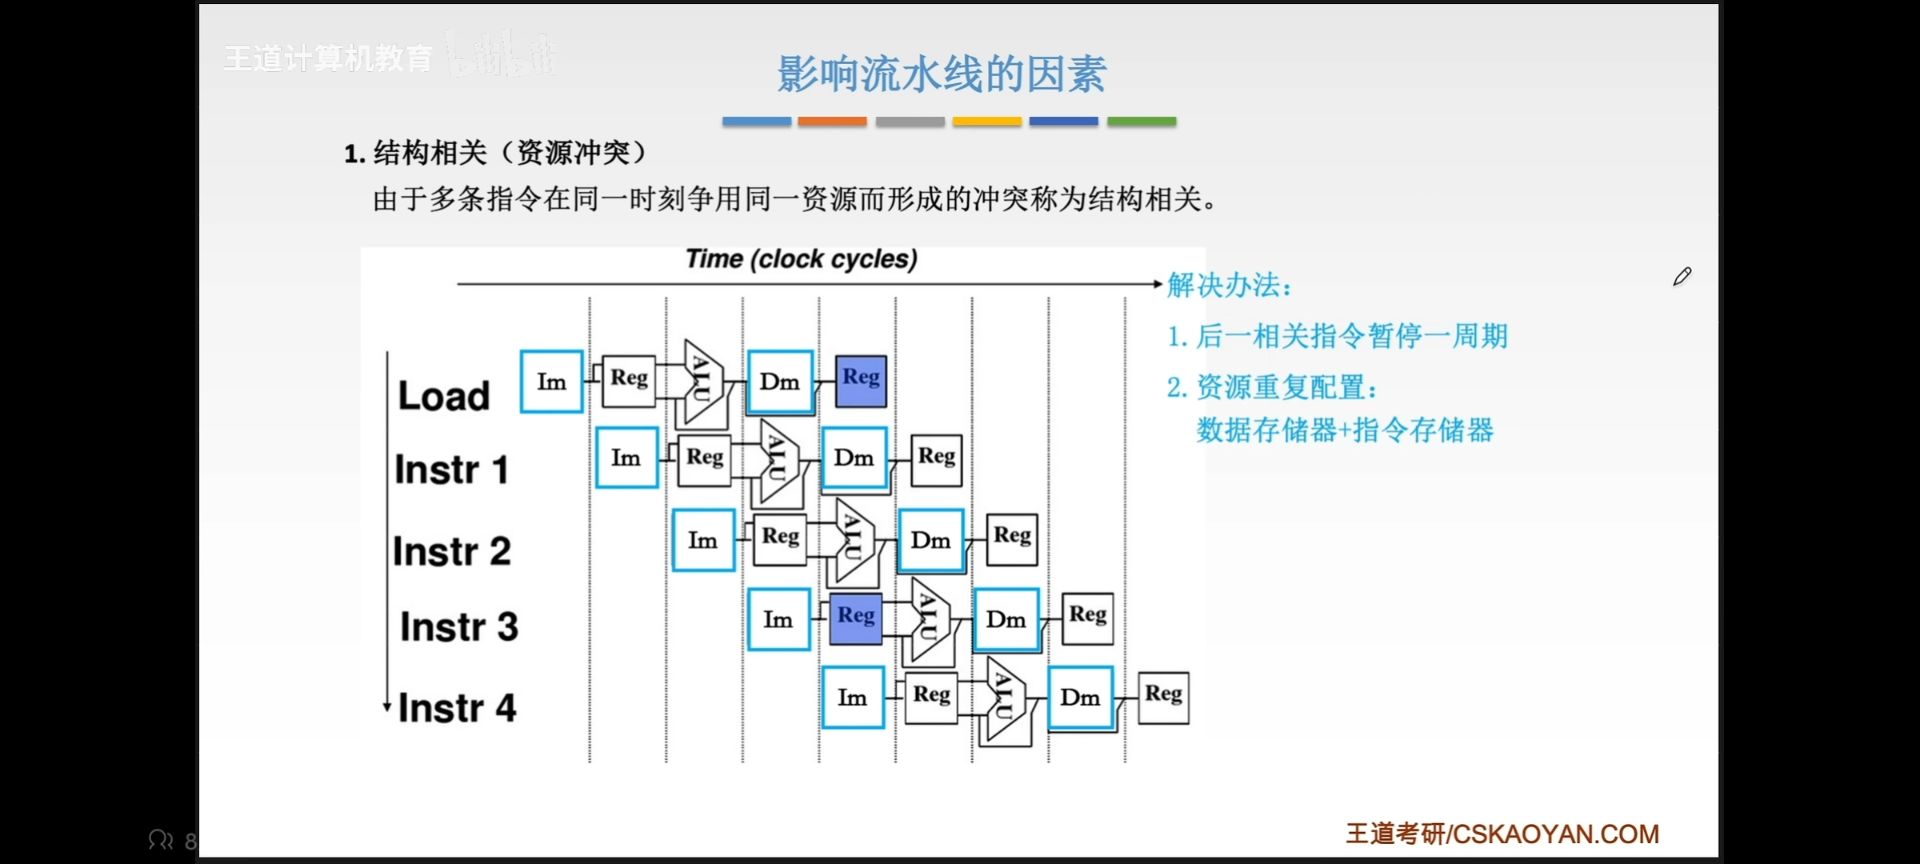 王道计算机教育 bilibili
影响流水线的因素
1. 结构相关（资源冲突）
由于多条指令在同一时刻争用同一资源而形成的冲突称为结构相关。
Time (clock cycles)
解决办法：
1. 后一相关指令暂停一周期
2. 资源重复配置：
数据存储器+指令存储器
Load Im Reg ALU Dm Reg
Instr 1 Im Reg ALU Dm Reg
Instr 2 Im Reg ALU Dm Reg
Instr 3 Im Reg ALU Dm Reg
Instr 4 Im Reg ALU Dm Reg
王道考研/CSKAOYAN.COM
8